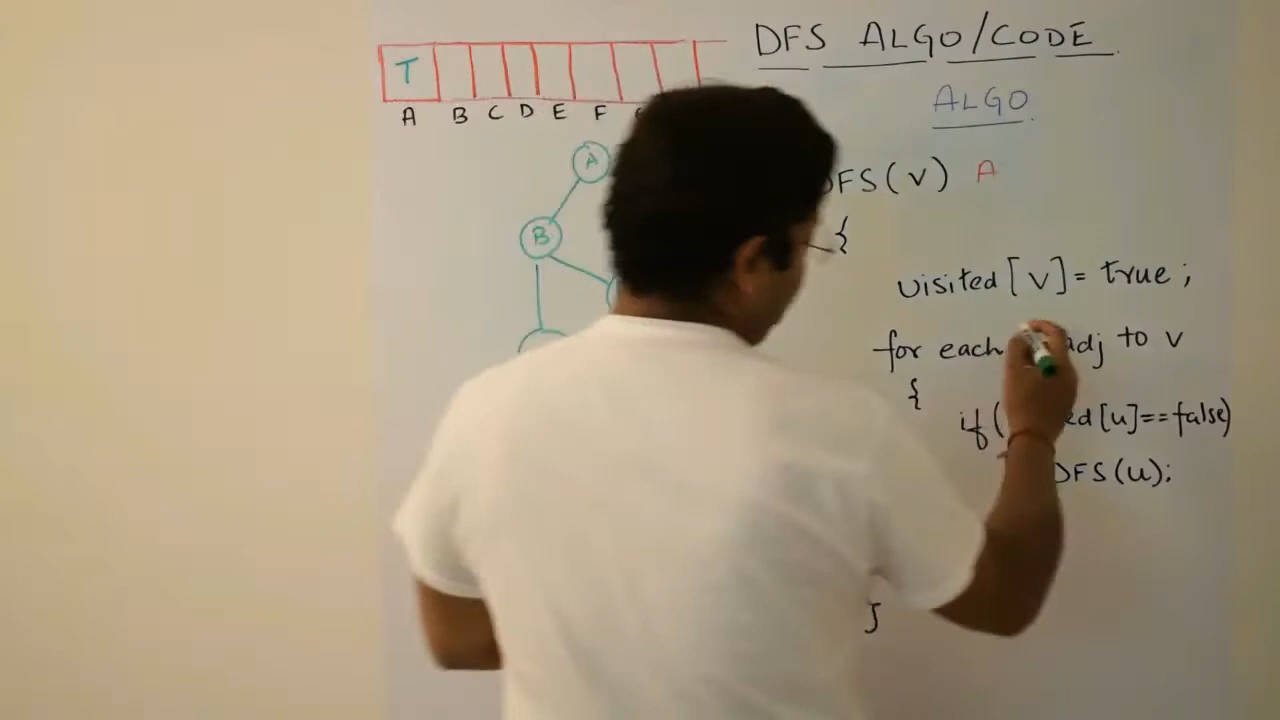 DFS ALGO/CODE
T
A B C D E F
ALGO
A
DFS(v) A
{
B
visited[v]= true;
for each adj to v
{
if( ed[u]==false)
DFS(u);
}